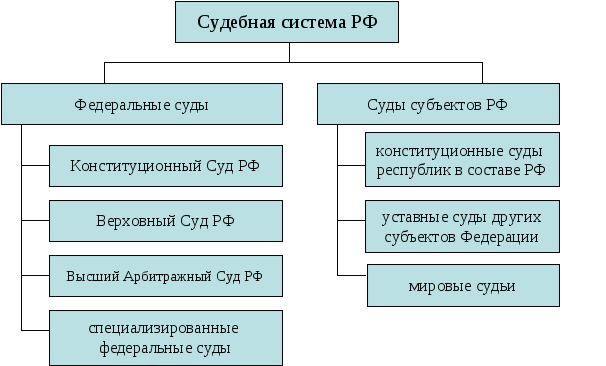 Судебная система РФ
Федеральные суды
Конституционный Суд РФ
Верховный Суд РФ
Высший Арбитражный Суд РФ
специализированные
федеральные суды
Суды субъектов РФ
конституционные суды
республик в составе РФ
уставные суды других
субъектов Федерации
мировые судьи